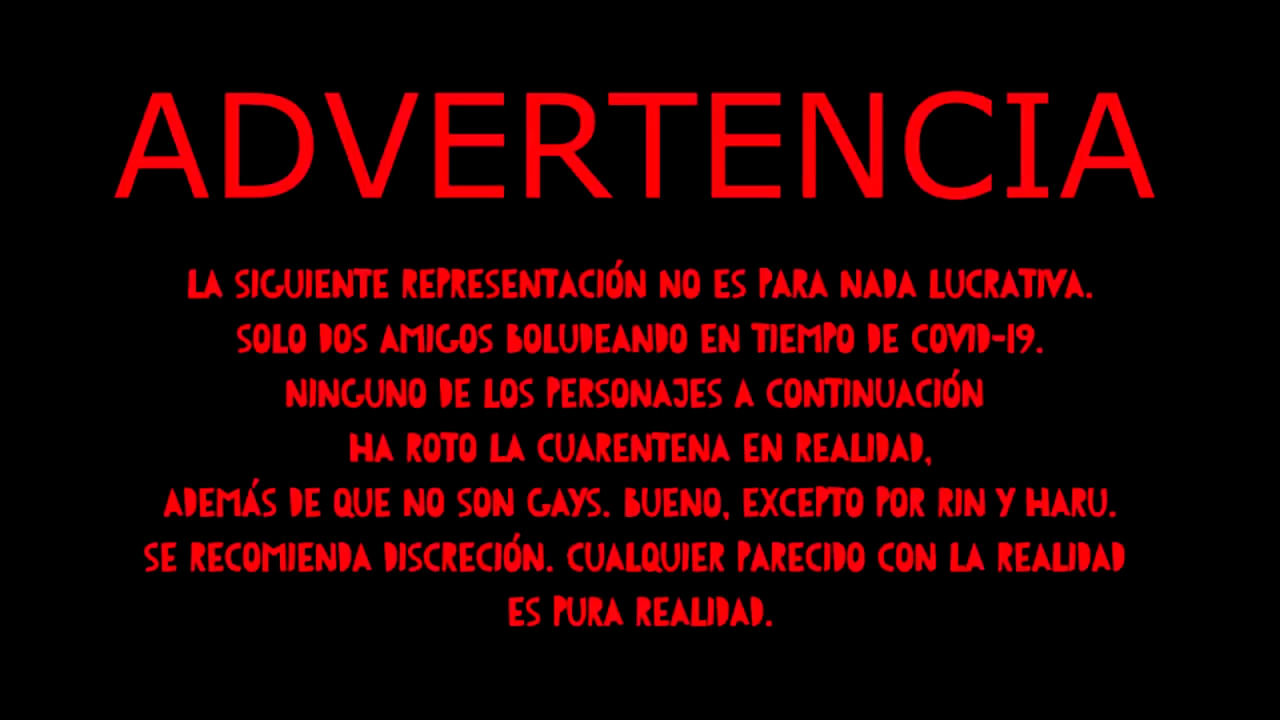 ADVERTENCIA
LA SIGUIENTE REPRESENTACIÓN NO ES PARA NADA LUCRATIVA.
SOLO DOS AMIGOS BOLUDEANDO EN TIEMPO DE COVID-19.
NINGUNO DE LOS PERSONAJES A CONTINUACIÓN
HA ROTO LA CUARENTENA EN REALIDAD,
ADEMÁS DE QUE NO SON GAYS. BUENO, EXCEPTO POR RIN Y HARU.
SE RECOMIENDA DISCRECIÓN. CUALQUIER PARECIDO CON LA REALIDAD
ES PURA REALIDAD.